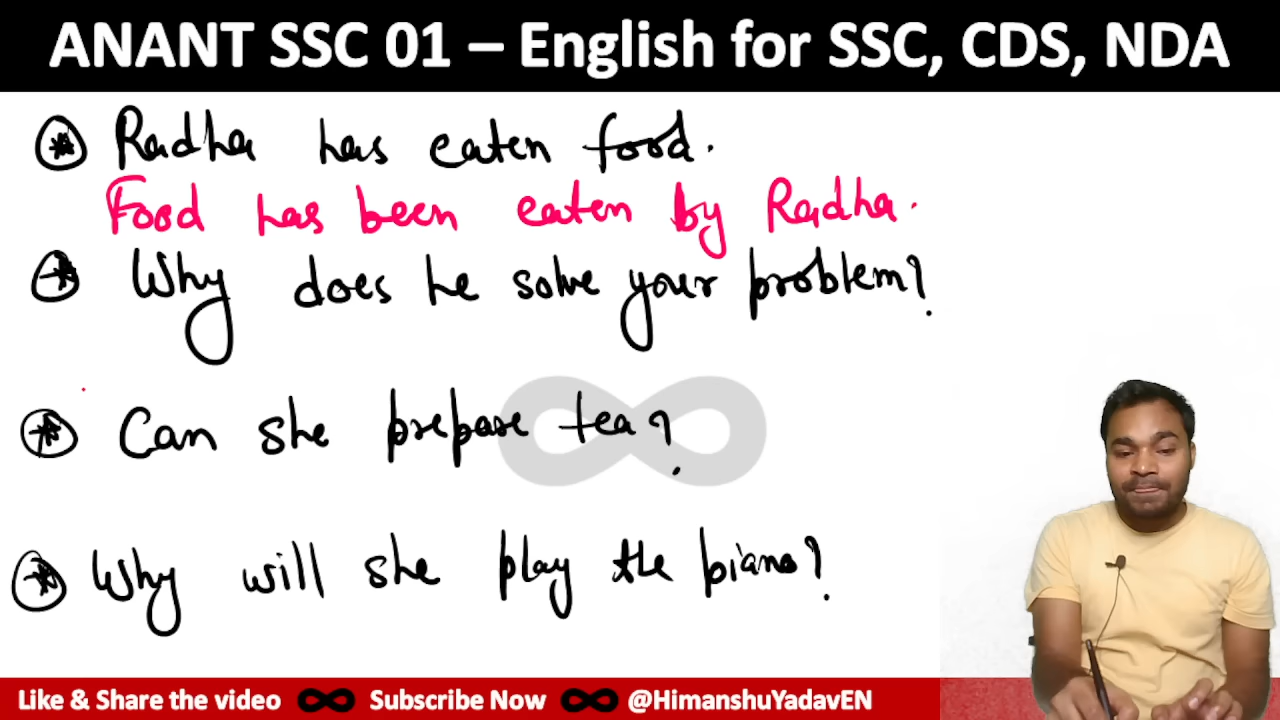 ANANT SSC 01 – English for SSC, CDS, NDA
Radha has eaten food.
Food has been eaten by Radha.
Why does he solve your problem?
Can she prepare tea?
Why will she play the piano?
Like & Share the video Subscribe Now @HimanshuYadavEN